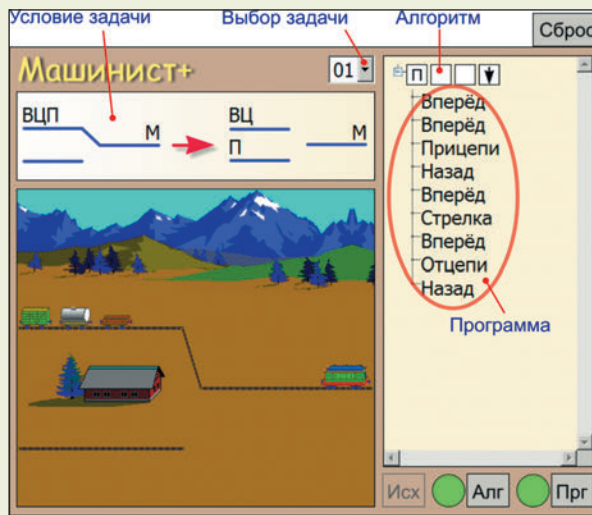 Условие задачи
Выбор задачи
Алгоритм
Сброс
Машинист+
01
П
ВЦП
М
ВЦ
П
М
Вперёд
Вперёд
Прицепи
Назад
Вперёд
Стрелка
Вперёд
Отцепи
Назад
Программа
Исх
Алг
Прг